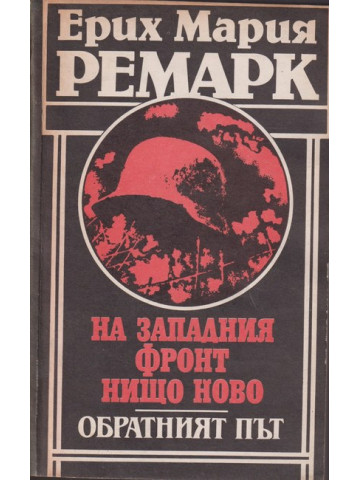 Ерих Мария
РЕМАРК
НА ЗАПАДНИЯ
ФРОНТ
НИЩО НОВО
ОБРАТНИЯТ ПЪТ